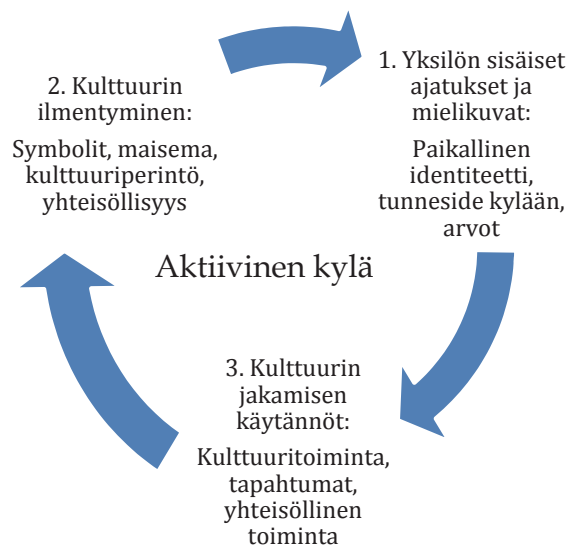 2. Kulttuurin
ilmentyminen:
Symbolit, maisema,
kulttuuriperintö,
yhteisöllisyys
1. Yksilön sisäiset
ajatukset ja
mielikuvat:
Paikallinen
identiteetti,
tunneside kylään,
arvot
Aktiivinen kylä
3. Kulttuurin
jakamisen
käytännöt:
Kulttuuritoiminta,
tapahtumat,
yhteisöllinen
toiminta